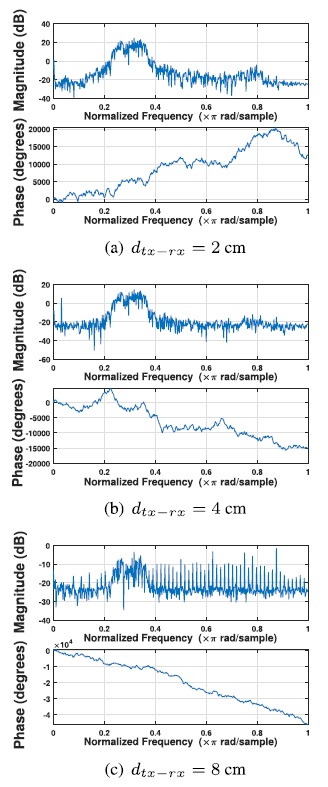 Magnitude (dB)
40
20
0
-20
-40
0 0.2 0.4 0.6 0.8 1
Normalized Frequency (×π rad/sample)
Phase (degrees)
20000
15000
10000
5000
0
0 0.2 0.4 0.6 0.8 1
Normalized Frequency (×π rad/sample)
(a) d_{tx−rx} = 2 cm
Magnitude (dB)
20
0
-20
-40
-60
0 0.2 0.4 0.6 0.8 1
Normalized Frequency (×π rad/sample)
Phase (degrees)
0
-5000
-10000
-15000
-20000
0 0.2 0.4 0.6 0.8 1
Normalized Frequency (×π rad/sample)
(b) d_{tx−rx} = 4 cm
Magnitude (dB)
0
-10
-20
-30
-40
0 0.2 0.4 0.6 0.8 1
Normalized Frequency (×π rad/sample)
Phase (degrees)
×10⁴
0
-1
-2
-3
-4
0 0.2 0.4 0.6 0.8 1
Normalized Frequency (×π rad/sample)
(c) d_{tx−rx} = 8 cm